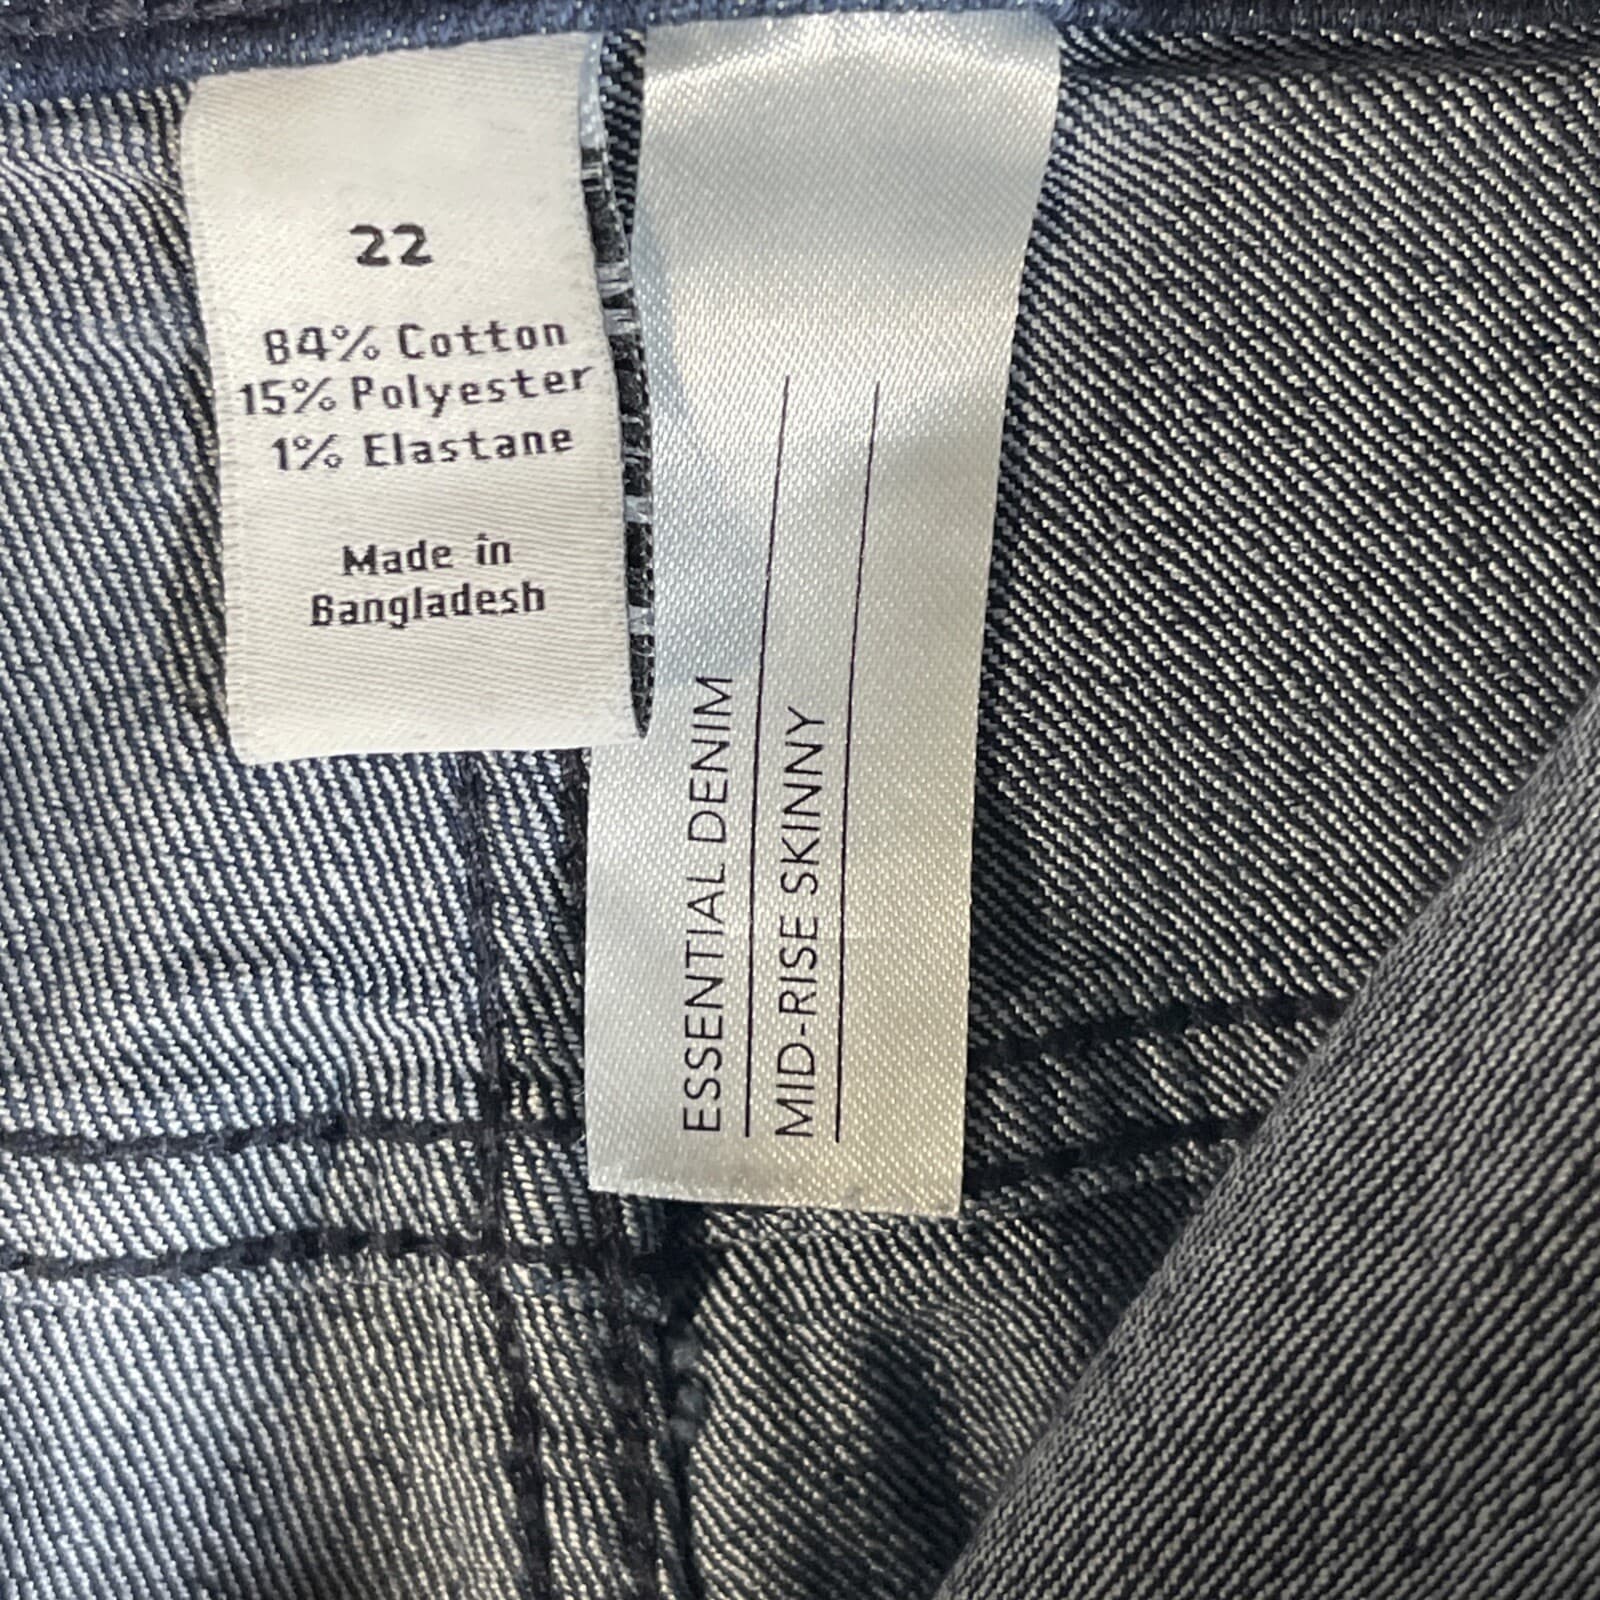 22
84% Cotton
15% Polyester
1% Elastane
Made in
Bangladesh
ESSENTIAL DENIM
MID-RISE SKINNY